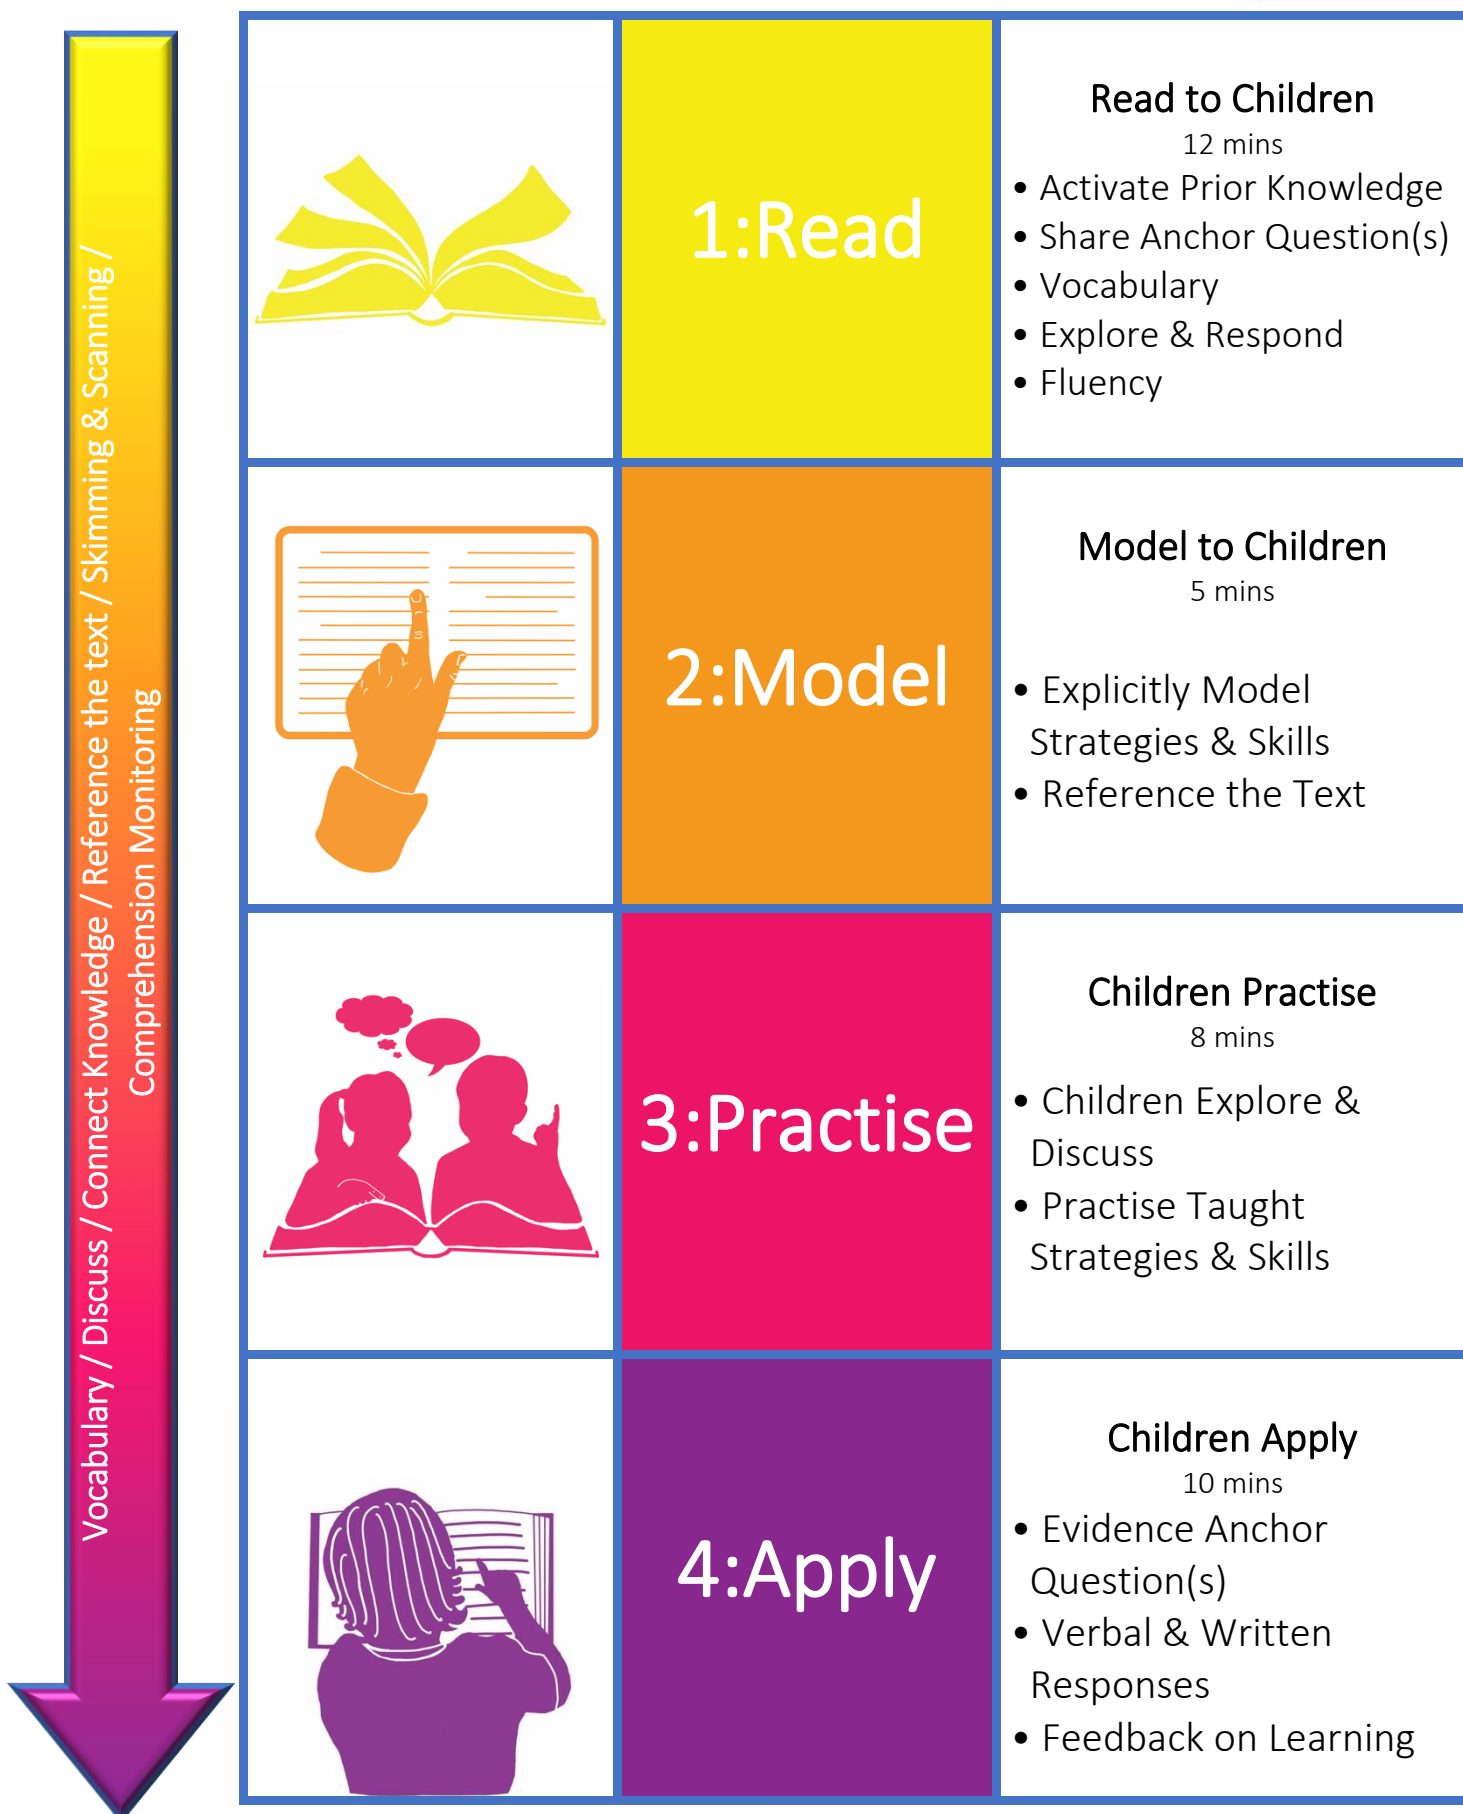 Vocabulary / Discuss / Connect Knowledge / Reference the text / Skimming & Scanning /
Comprehension Monitoring
1:Read
Read to Children
12 mins
• Activate Prior Knowledge
• Share Anchor Question(s)
• Vocabulary
• Explore & Respond
• Fluency
2:Model
Model to Children
5 mins
• Explicitly Model
Strategies & Skills
• Reference the Text
3:Practise
Children Practise
8 mins
• Children Explore &
Discuss
• Practise Taught
Strategies & Skills
4:Apply
Children Apply
10 mins
• Evidence Anchor
Question(s)
• Verbal & Written
Responses
• Feedback on Learning